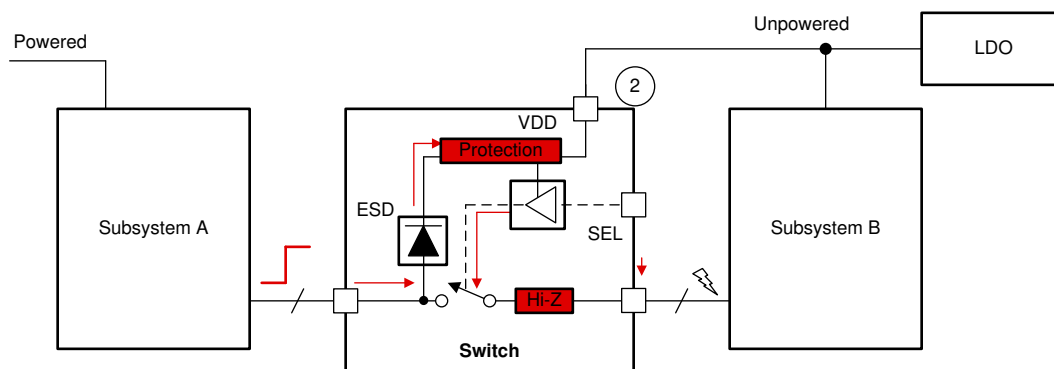 Powered
Unpowered
LDO
2
VDD
Protection
ESD
SEL
Subsystem A
Subsystem B
Hi-Z
Switch